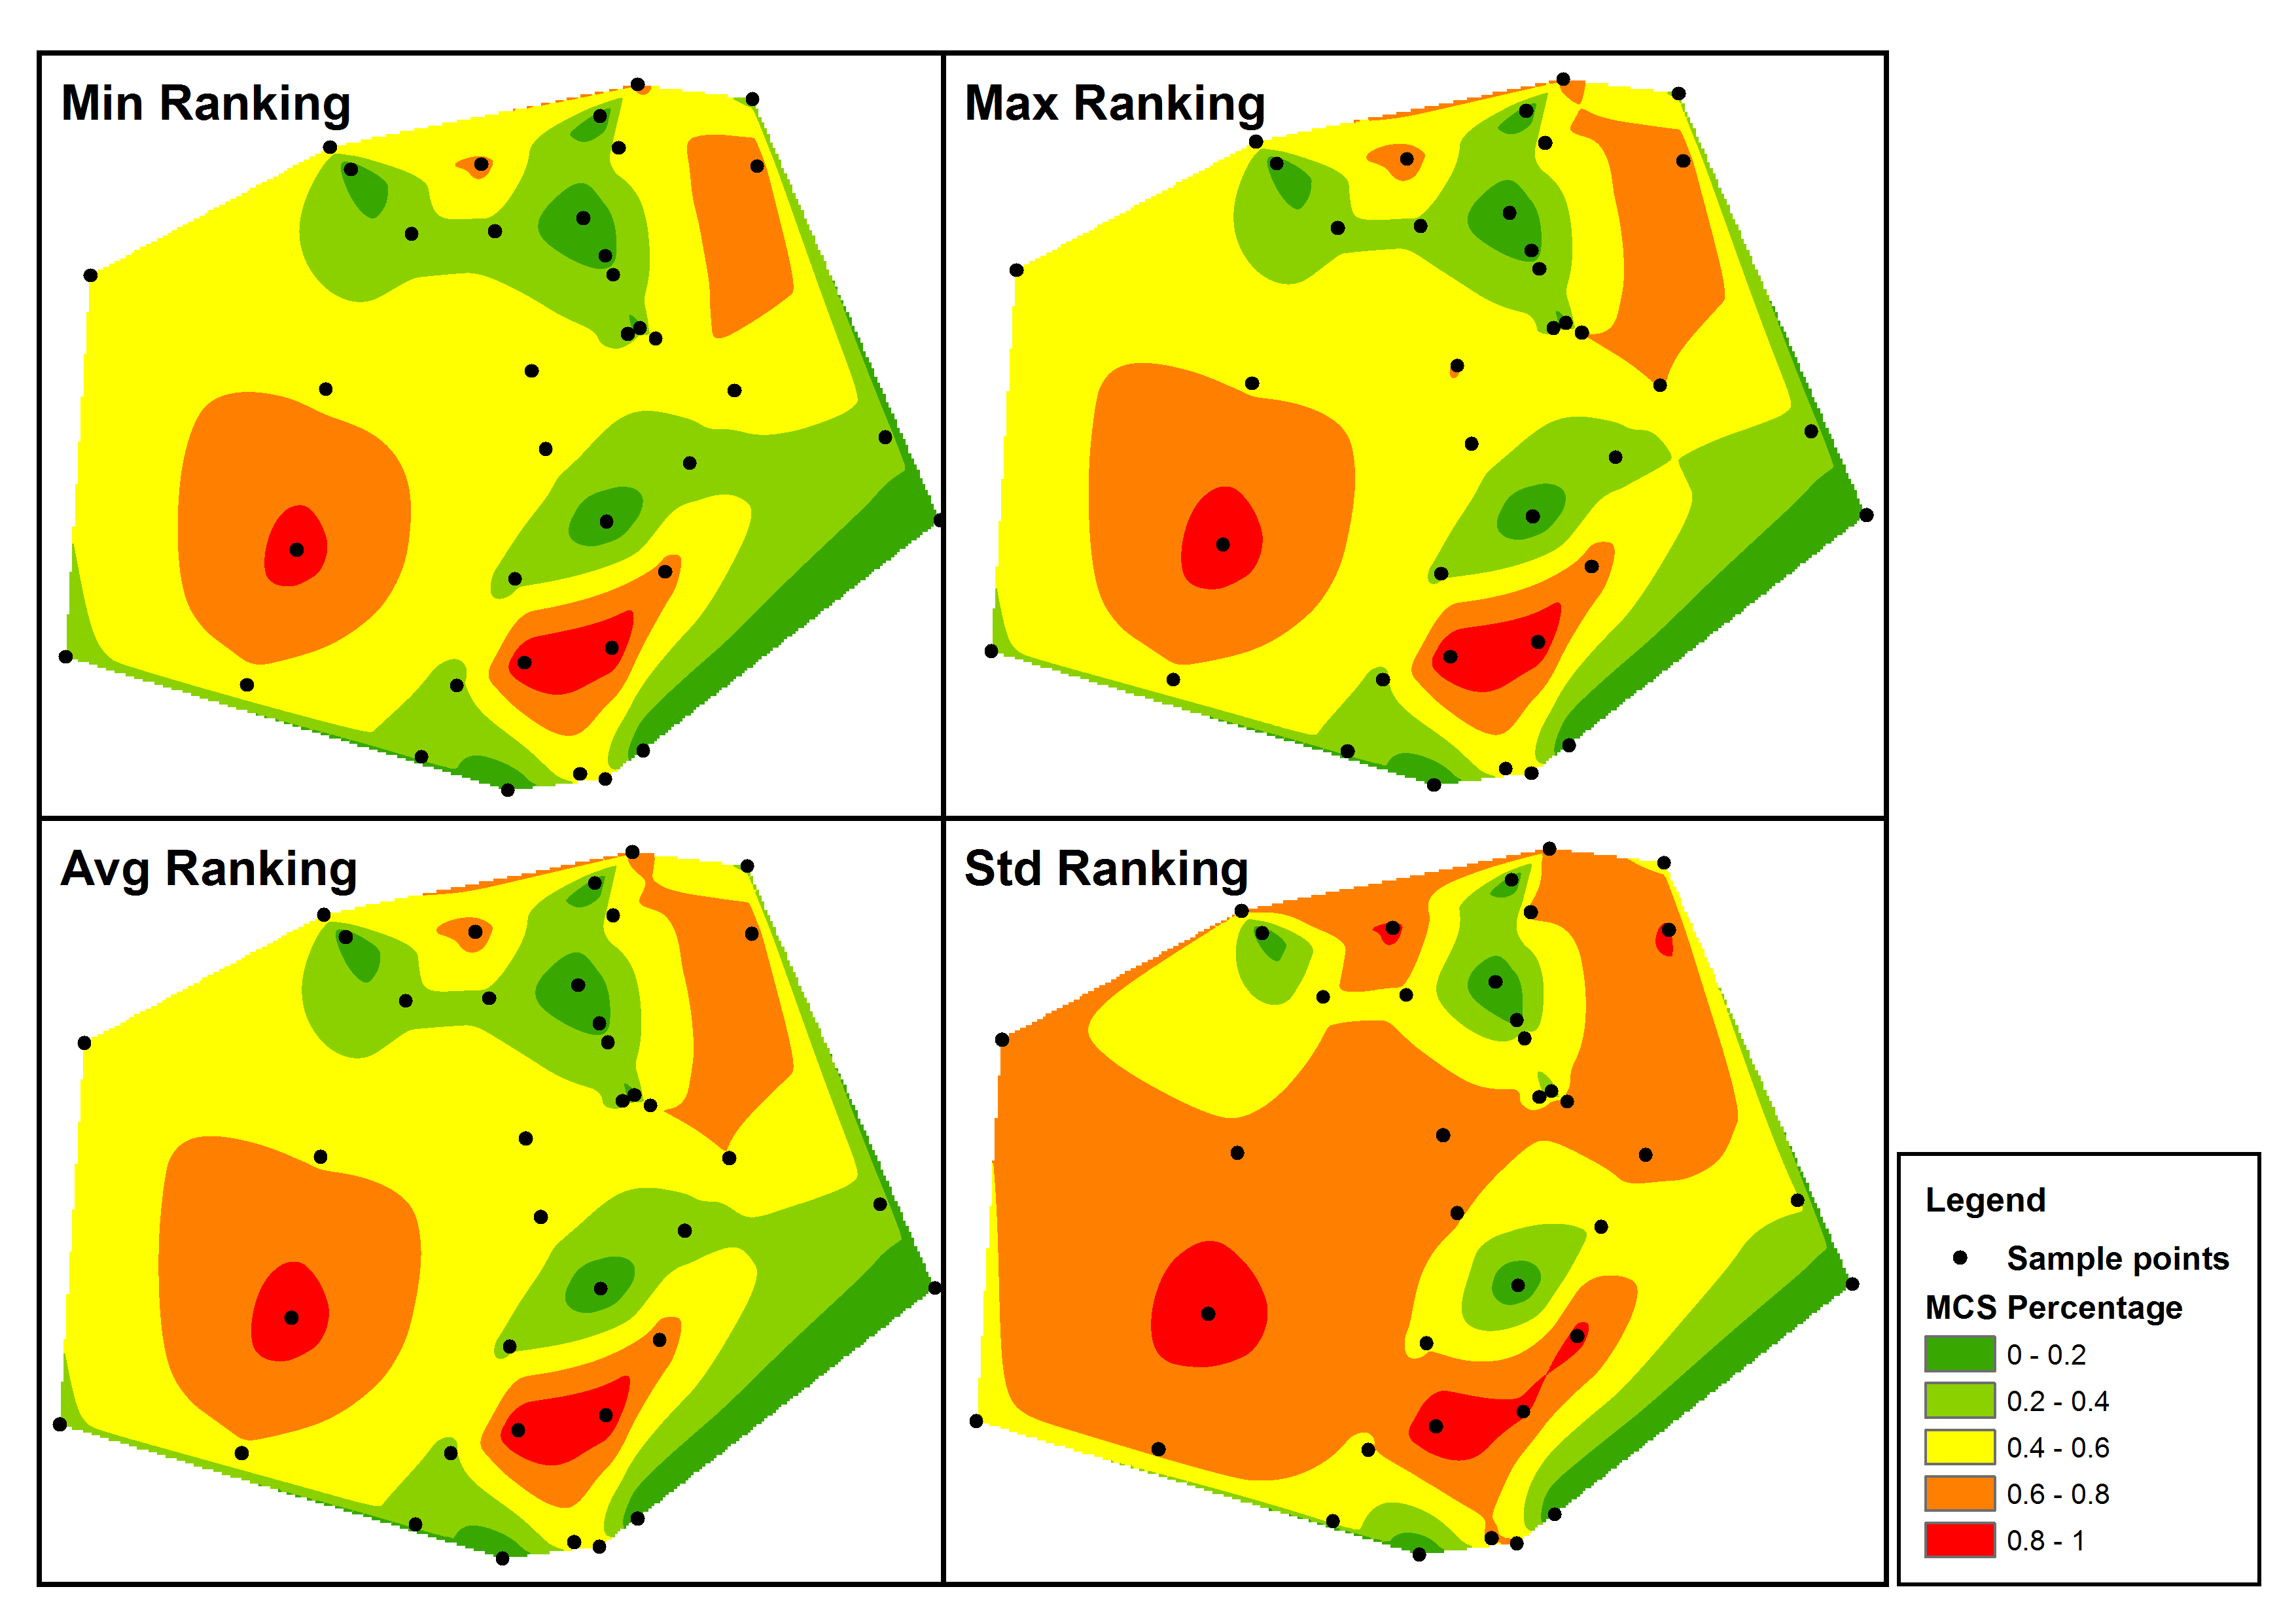 Min Ranking
Max Ranking
Avg Ranking
Std Ranking
Legend
Sample points
MCS Percentage
0 - 0.2
0.2 - 0.4
0.4 - 0.6
0.6 - 0.8
0.8 - 1